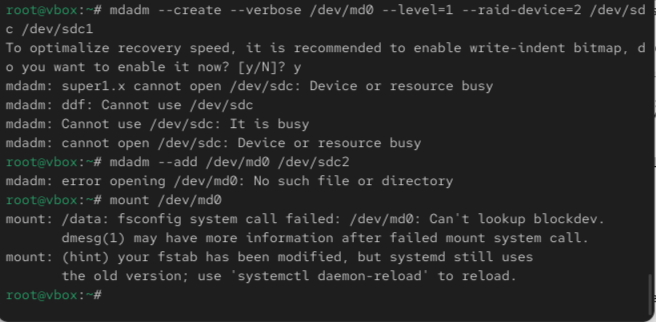 root@vbox:~# mdadm --create --verbose /dev/md0 --level=1 --raid-device=2 /dev/sd
c /dev/sdc1
To optimalize recovery speed, it is recommended to enable write-indent bitmap, d
o you want to enable it now? [y/N]? y
mdadm: super1.x cannot open /dev/sdc: Device or resource busy
mdadm: ddf: Cannot use /dev/sdc
mdadm: Cannot use /dev/sdc: It is busy
mdadm: cannot open /dev/sdc: Device or resource busy
root@vbox:~# mdadm --add /dev/md0 /dev/sdc2
mdadm: error opening /dev/md0: No such file or directory
root@vbox:~# mount /dev/md0
mount: /data: fsconfig system call failed: /dev/md0: Can't lookup blockdev.
dmesg(1) may have more information after failed mount system call.
mount: (hint) your fstab has been modified, but systemd still uses
the old version; use 'systemctl daemon-reload' to reload.
root@vbox:~#